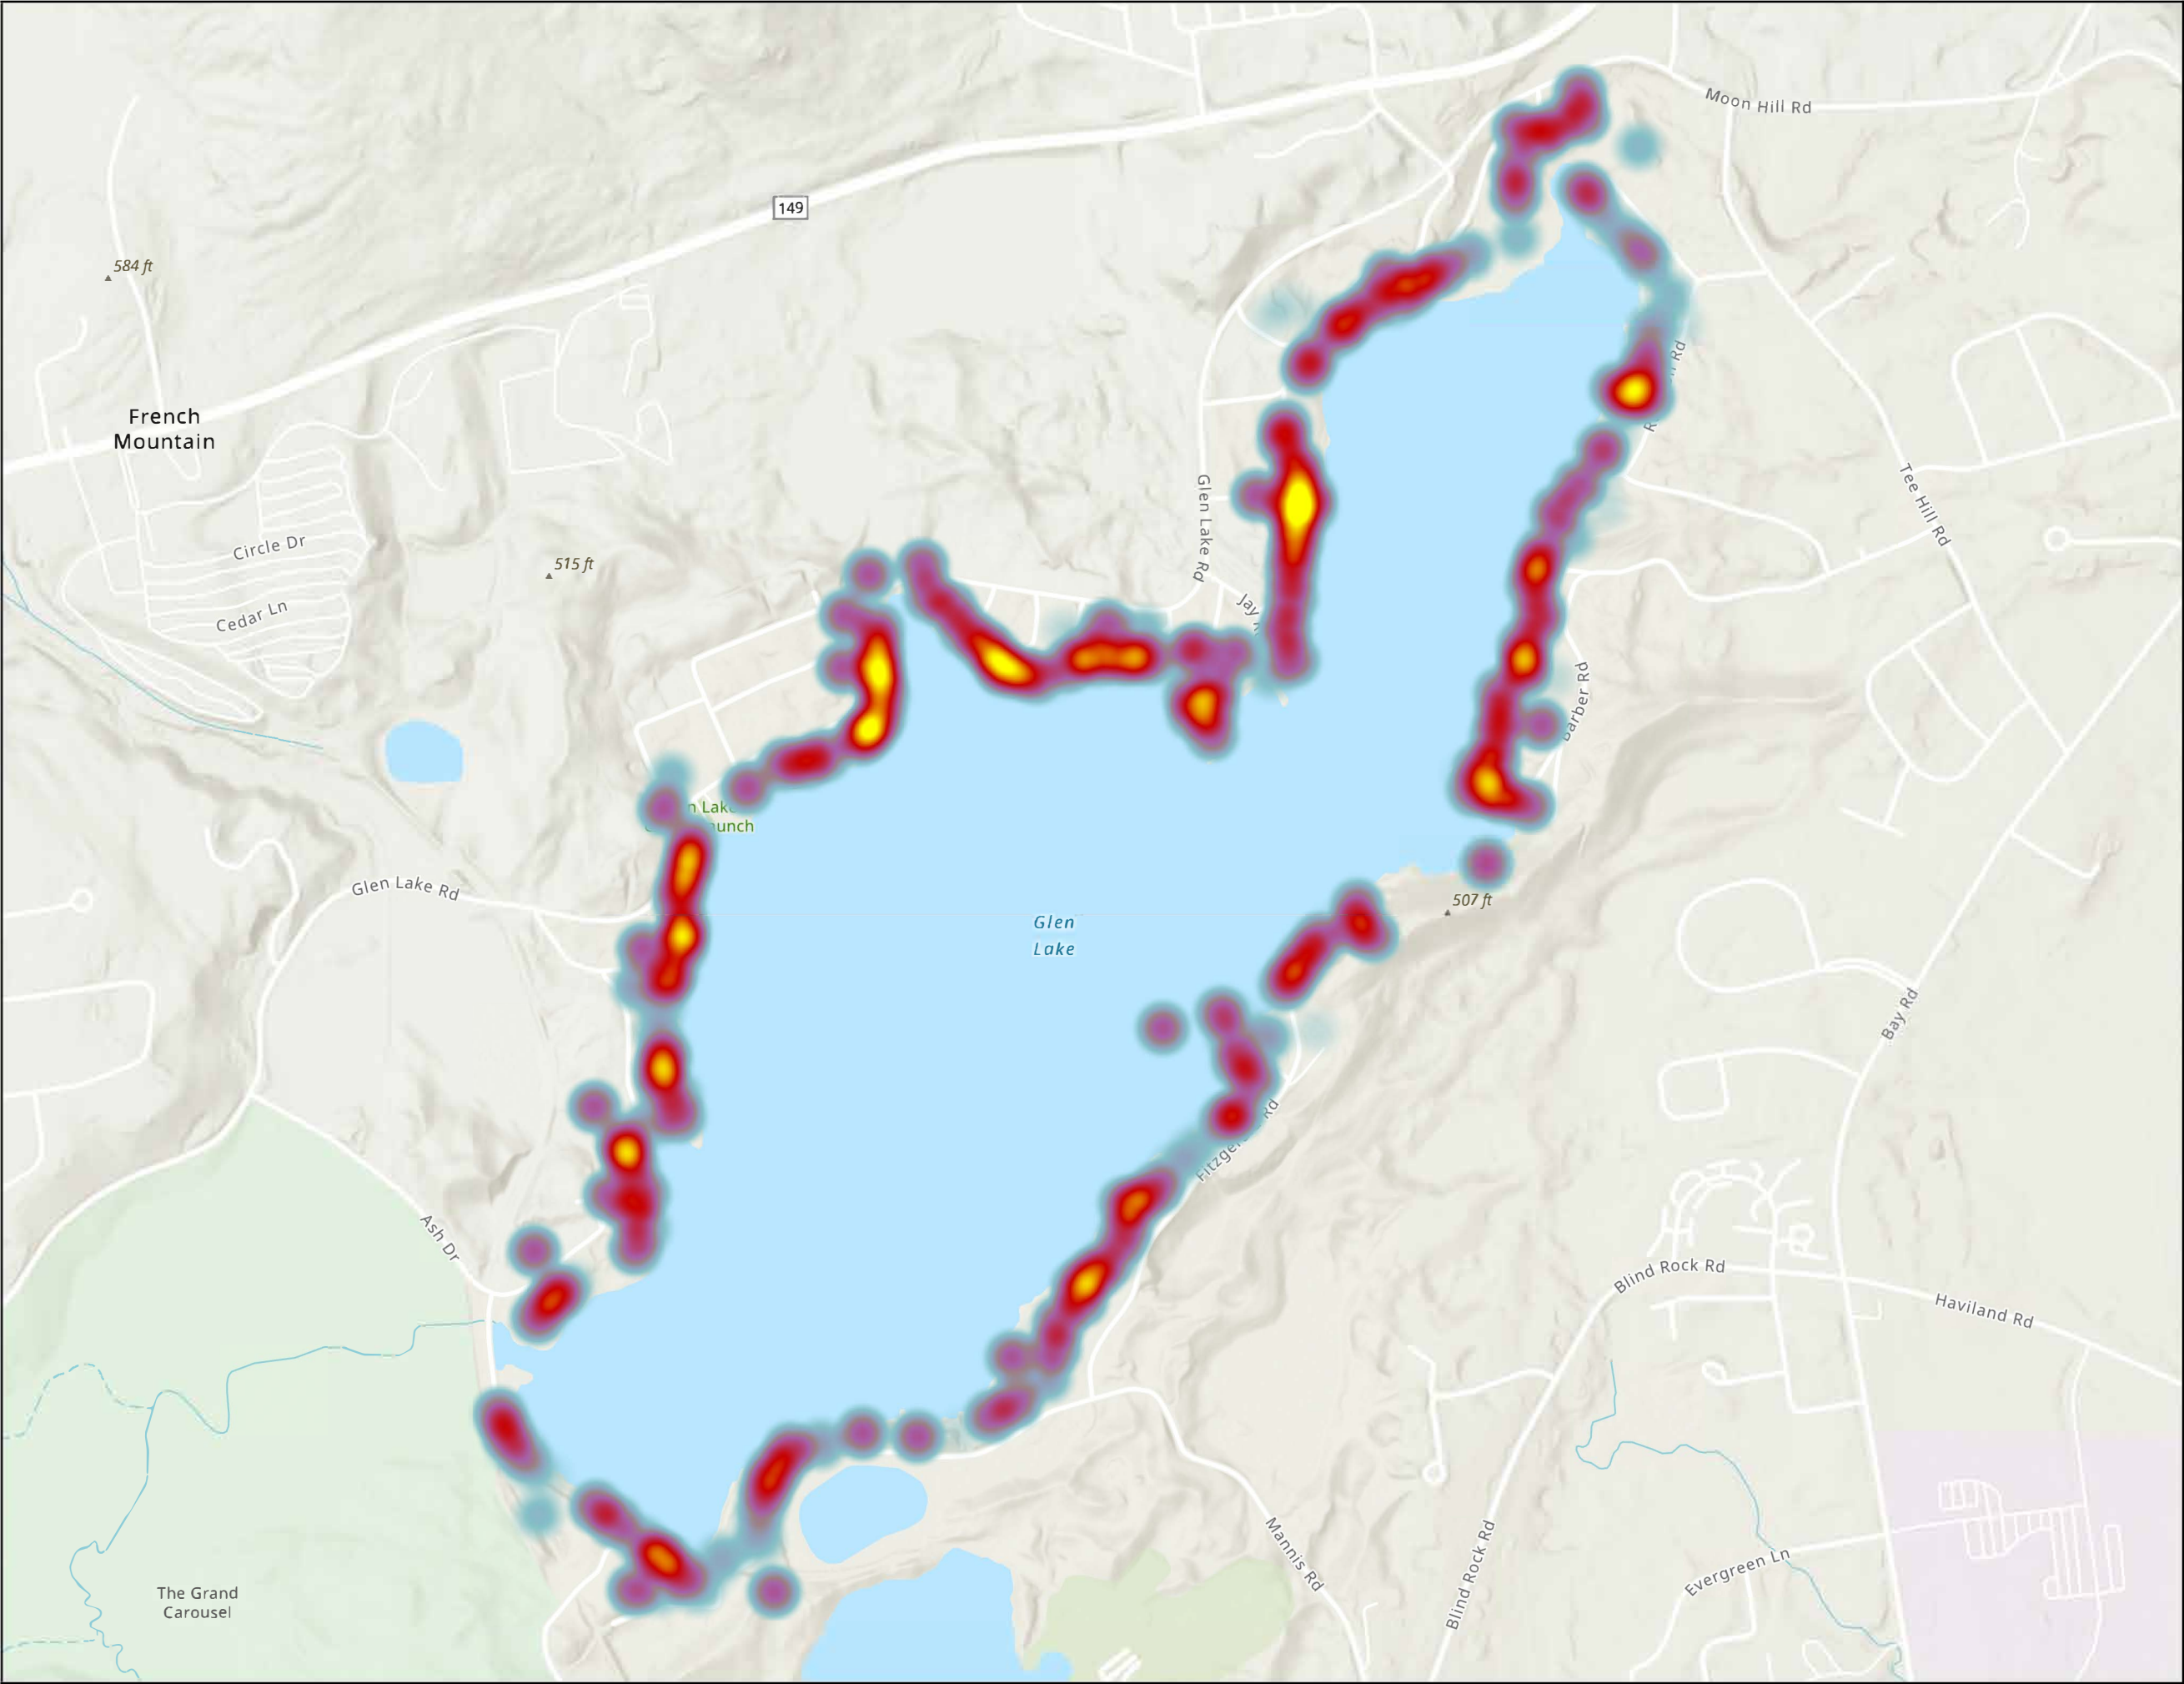 Moon Hill Rd
149
584 ft
French
Mountain
Glen Lake Rd
Tee Hill Rd
Circle Dr
515 ft
Cedar Ln
Jay
Barber Rd
Glen Lake Rd
507 ft
Glen
Lake
Bay Rd
Ash Dr
Blind Rock Rd
Haviland Rd
Mannis Rd
Blind Rock Rd
Evergreen Ln
The Grand
Carousel